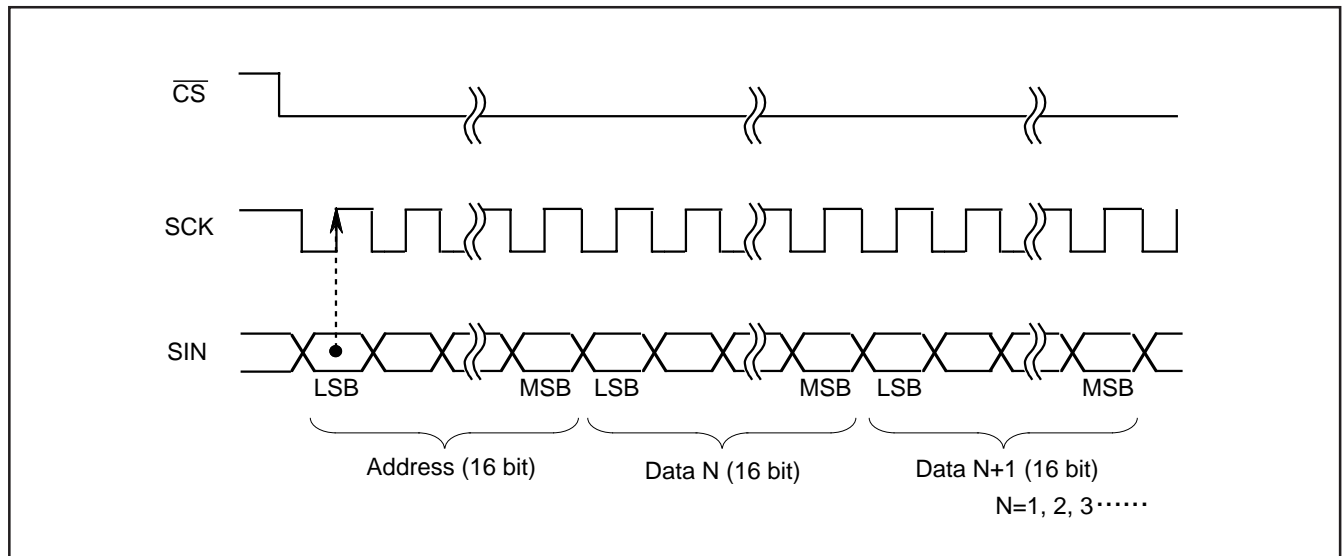 CS
SCK
SIN
LSB MSB LSB MSB LSB MSB
Address (16 bit) Data N (16 bit) Data N+1 (16 bit)
N=1, 2, 3······